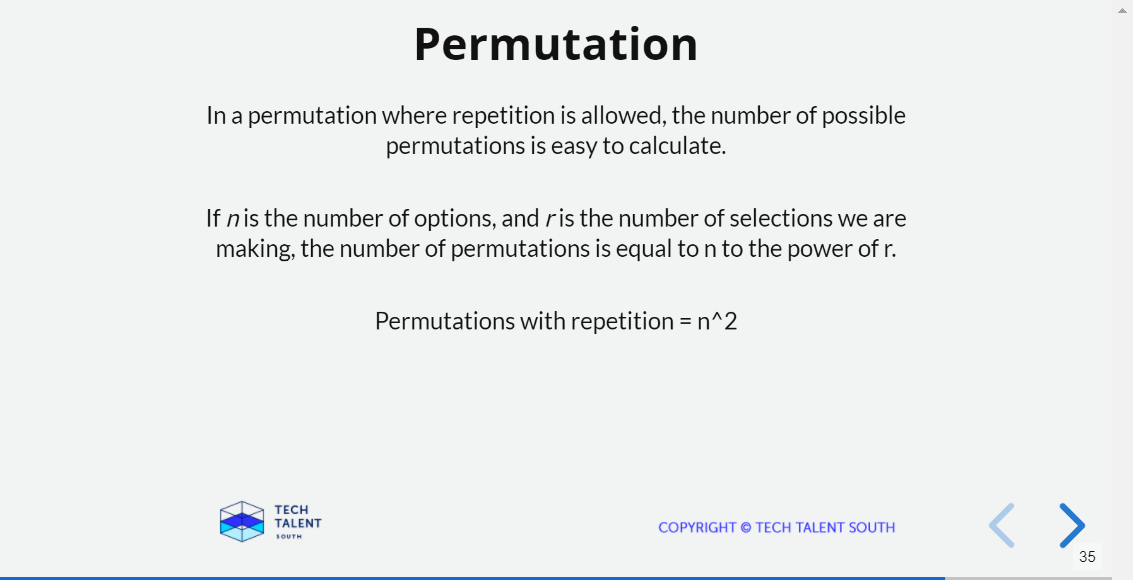 Permutation
In a permutation where repetition is allowed, the number of possible
permutations is easy to calculate.
If n is the number of options, and r is the number of selections we are
making, the number of permutations is equal to n to the power of r.
Permutations with repetition = n^2
TECH
TALENT
SOUTH
COPYRIGHT © TECH TALENT SOUTH
35